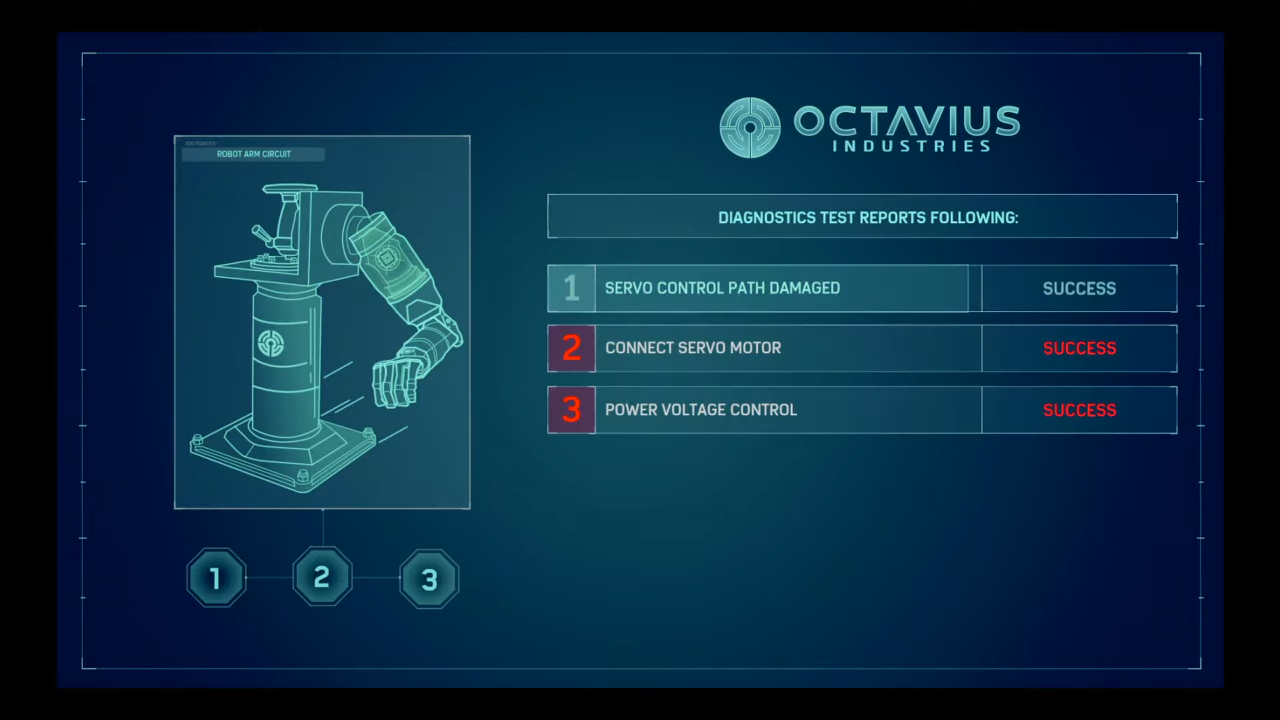 OCTAVIUS
INDUSTRIES
ROBOT ARM CIRCUIT
DIAGNOSTICS TEST REPORTS FOLLOWING:
1 SERVO CONTROL PATH DAMAGED SUCCESS
2 CONNECT SERVO MOTOR SUCCESS
3 POWER VOLTAGE CONTROL SUCCESS
1 2 3